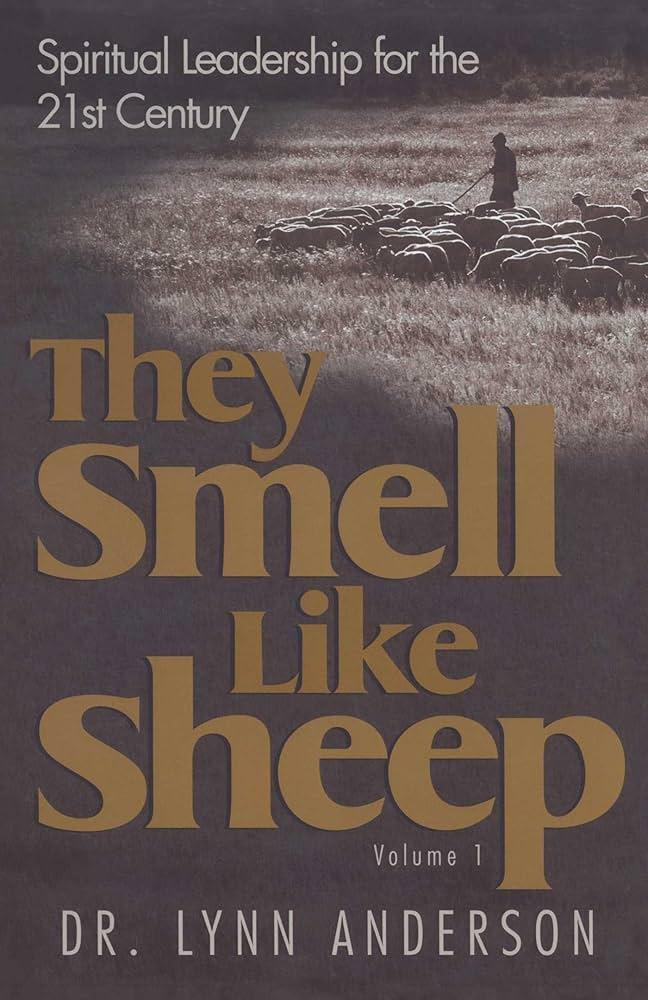 Spiritual Leadership for the
21st Century
They
Smell
Like
Sheep
Volume 1
DR. LYNN ANDERSON